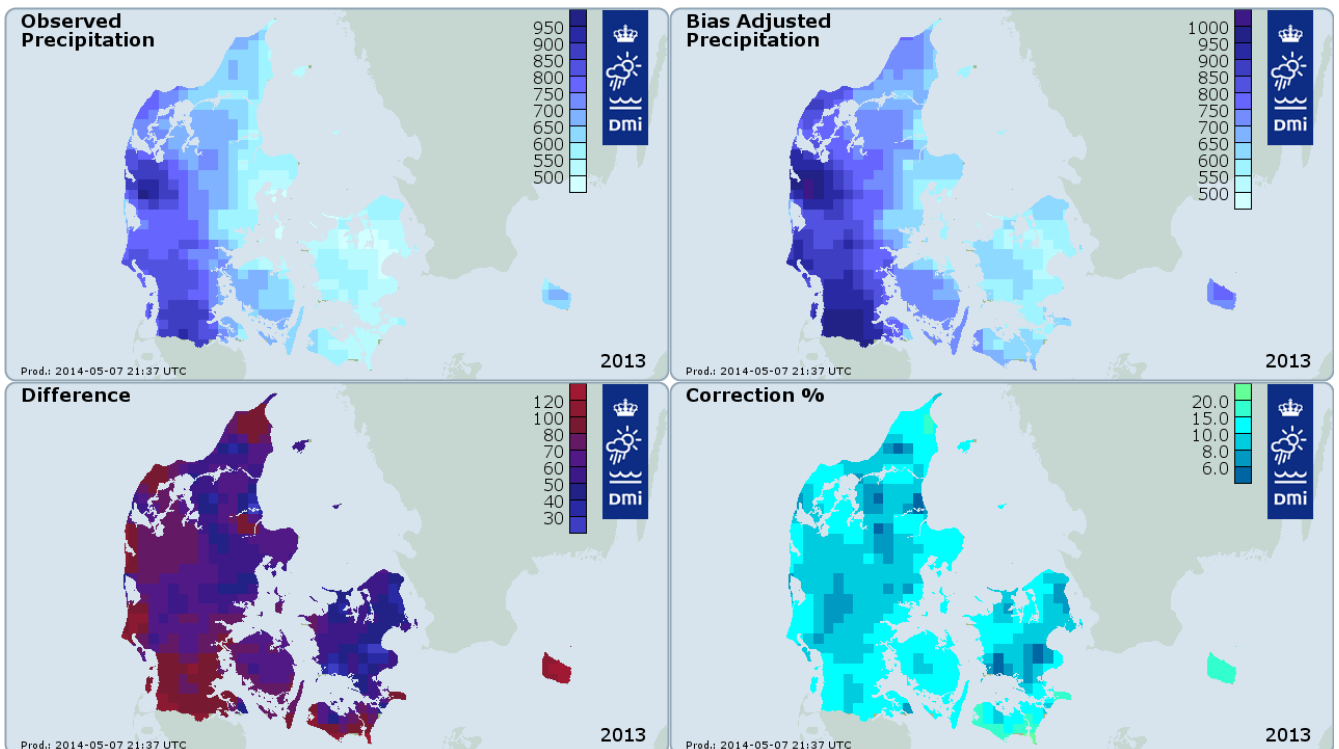 Observed
Precipitation
950
900
850
800
750
700
650
600
550
500
DMi
2013
Prod.: 2014-05-07 21:37 UTC
Bias Adjusted
Precipitation
1000
950
900
850
800
750
700
650
600
550
500
DMi
2013
Prod.: 2014-05-07 21:37 UTC
Difference
120
100
80
70
60
50
40
30
DMi
2013
Prod.: 2014-05-07 21:37 UTC
Correction %
20.0
15.0
10.0
8.0
6.0
DMi
2013
Prod.: 2014-05-07 21:37 UTC